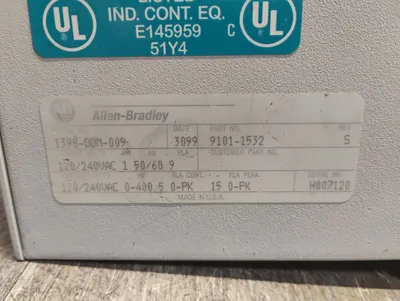 LISTED
IND. CONT. EQ.
E145959
51Y4
UL
C UL
Allen-Bradley
DATE PART NO. REV
1398-DDM-009 3099 9101-1532 S
CUSTOMER PART NO.
120/240VAC 1 50/60 9
FLA CONT. FLA PEAK SERIAL NO.
120/240VAC 0-400 5 0-PK 15 0-PK H007120
MADE IN U.S.A.